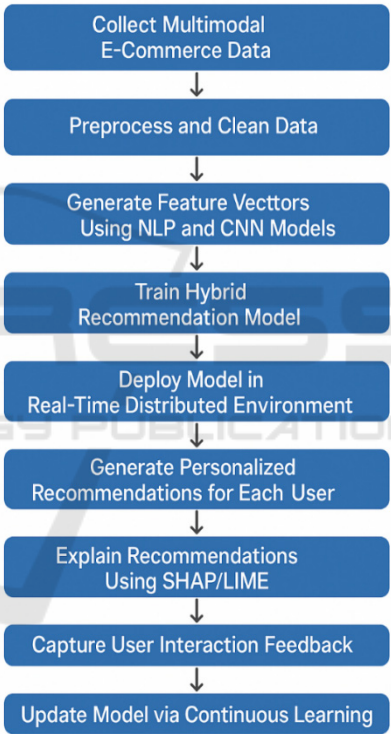 Collect Multimodal
E-Commerce Data
Preprocess and Clean Data
Generate Feature Vecttors
Using NLP and CNN Models
Train Hybrid
Recommendation Model
Deploy Model in
Real-Time Distributed Environment
Generate Personalized
Recommendations for Each User
Explain Recommendations
Using SHAP/LIME
Capture User Interaction Feedback
Update Model via Continuous Learning